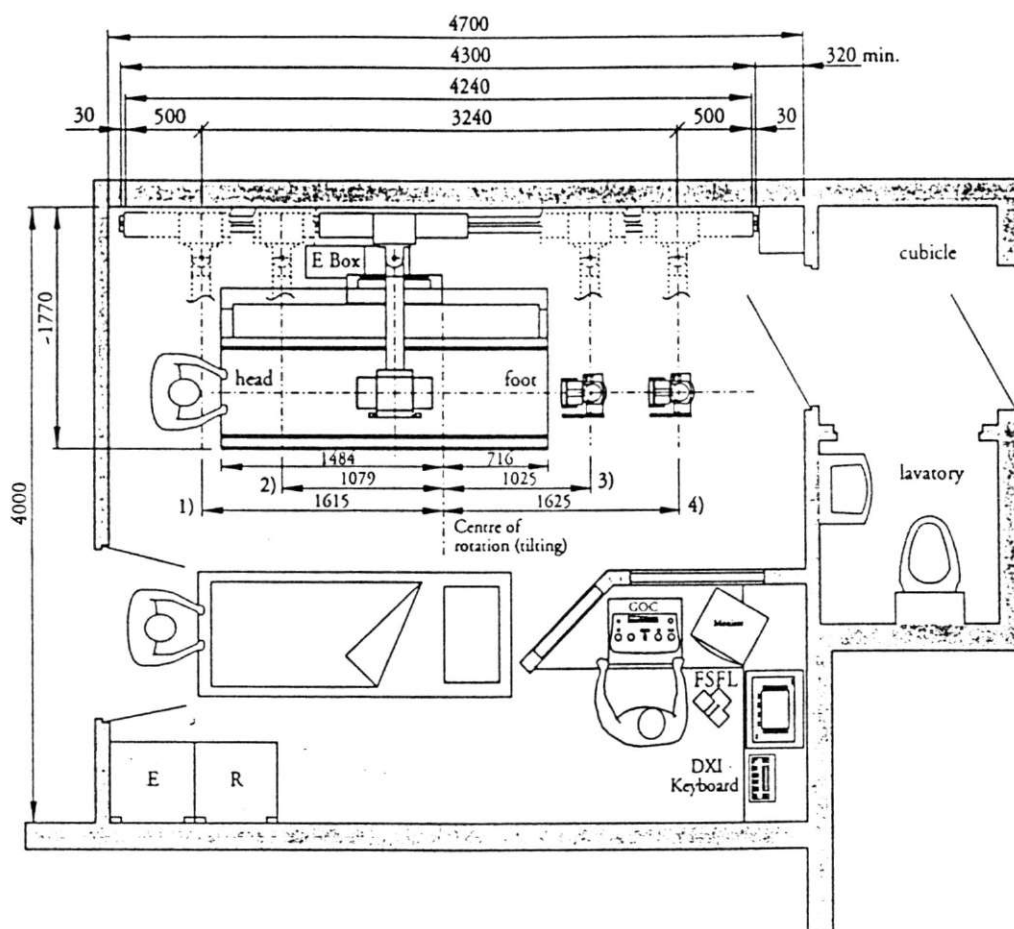 4700
4300
320 min.
4240
30
500
3240
500
30
cubicle
E Box
~1770
head
foot
1484
716
2)
1079
1025
3)
lavatory
1)
1615
1625
4)
4000
Centre of
rotation (tilting)
GOC
Monitor
FSFL
E
R
DXI
Keyboard